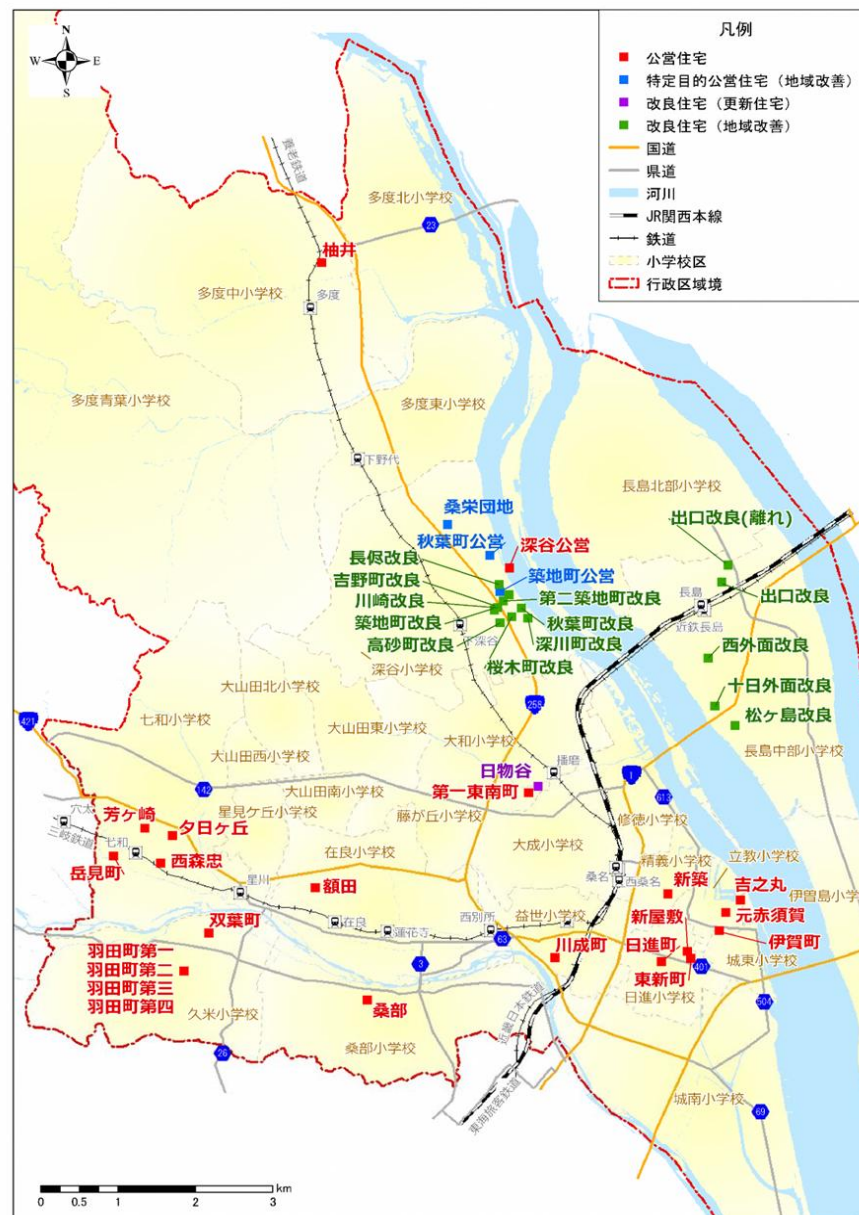 凡例
公営住宅
特定目的公営住宅（地域改善）
改良住宅（更新住宅）
改良住宅（地域改善）
国道
県道
河川
JR関西本線
鉄道
小学校区
行政区域境
N
W E
S
養老鉄道
多度北小学校
23
柚井
多度中小学校
多度
多度青葉小学校
多度東小学校
下野代
長島北部小学校
桑栄団地
出口改良(離れ)
秋葉町公営
深谷公営
長侭改良
吉野町改良
築地町公営
出口改良
川崎改良
第二築地町改良
長島
築地町改良
秋葉町改良
近鉄長島
高砂町改良
下深谷
深川町改良
桜木町改良
西外面改良
深谷小学校
十日外面改良
松ヶ島改良
大山田北小学校
七和小学校
大山田東小学校
258
421
長島中部小学校
大山田西小学校
大和小学校
播磨
日物谷
1
142
大山田南小学校
第一東南町
613
星見ケ丘小学校
藤が丘小学校
修徳小学校
穴太
芳ヶ崎
三岐鉄道
夕日ヶ丘
大成小学校
七和
在良小学校
精義小学校
立教小学校
岳見町
西森忠
桑名
西桑名
伊曽島小学校
星川
額田
新築
吉之丸
元赤須賀
双葉町
在良
蓮花寺
西別所
益世小学校
新屋敷
伊賀町
63
川成町
日進町
城東小学校
羽田町第一
羽田町第二
羽田町第三
羽田町第四
3
東新町
401
日進小学校
久米小学校
桑部
504
近畿日本鉄道
26
桑部小学校
東海旅客鉄道
城南小学校
69
0 0.5 1 2 3
km